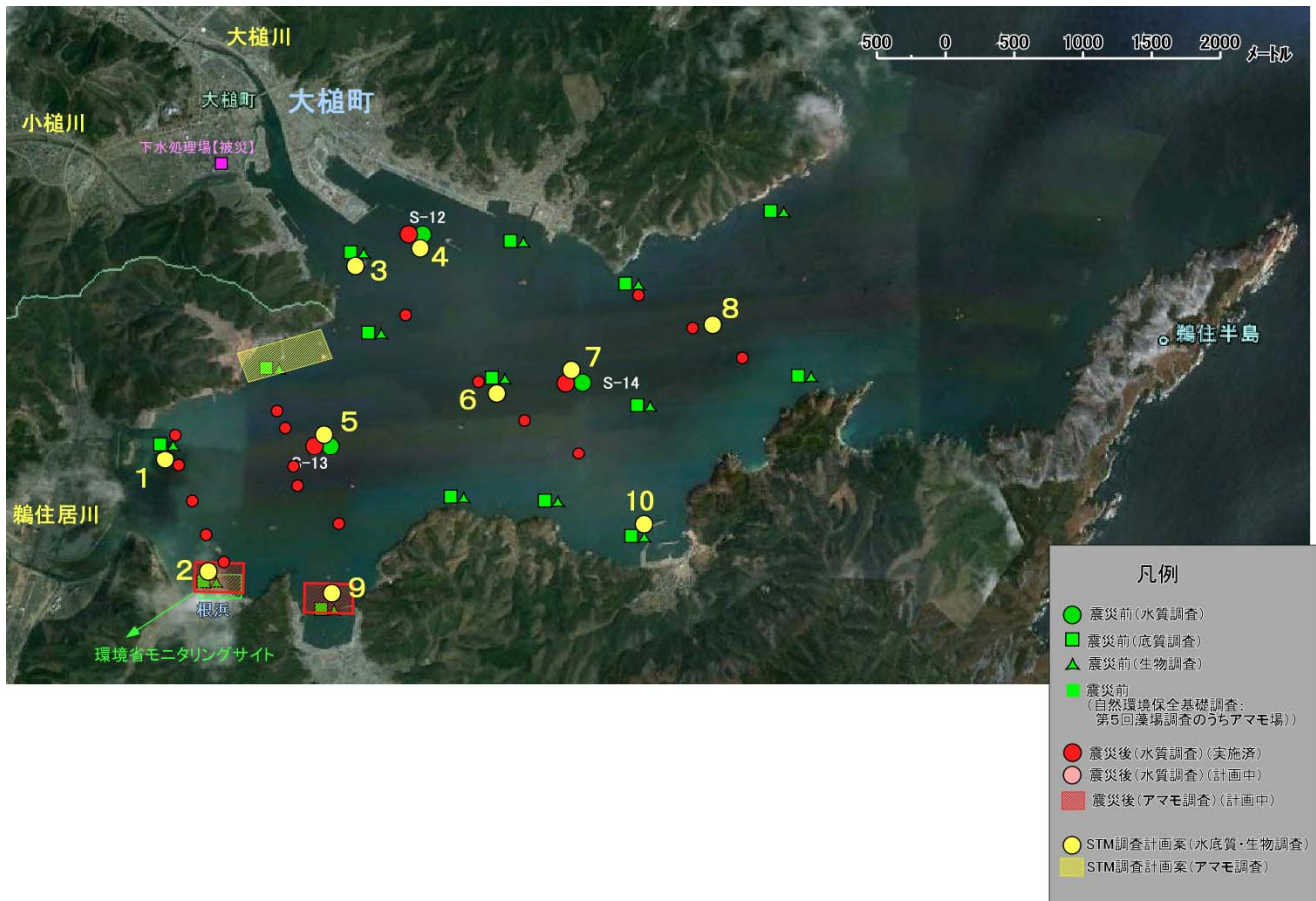 大槌川
-500 0 500 1000 1500 2000 メートル
大槌町
大槌町
小槌川
下水処理場【被災】
S-12
4
3
8
鵜住半島
7
S-14
6
5
S-13
1
10
鵜住居川
2
9
根浜
環境省モニタリングサイト
凡例
震災前(水質調査)
震災前(底質調査)
震災前(生物調査)
震災前
(自然環境保全基礎調査:
第5回藻場調査のうちアマモ場))
震災後(水質調査)(実施済)
震災後(水質調査)(計画中)
震災後(アマモ調査)(計画中)
STM調査計画案(水底質・生物調査)
STM調査計画案(アマモ調査)